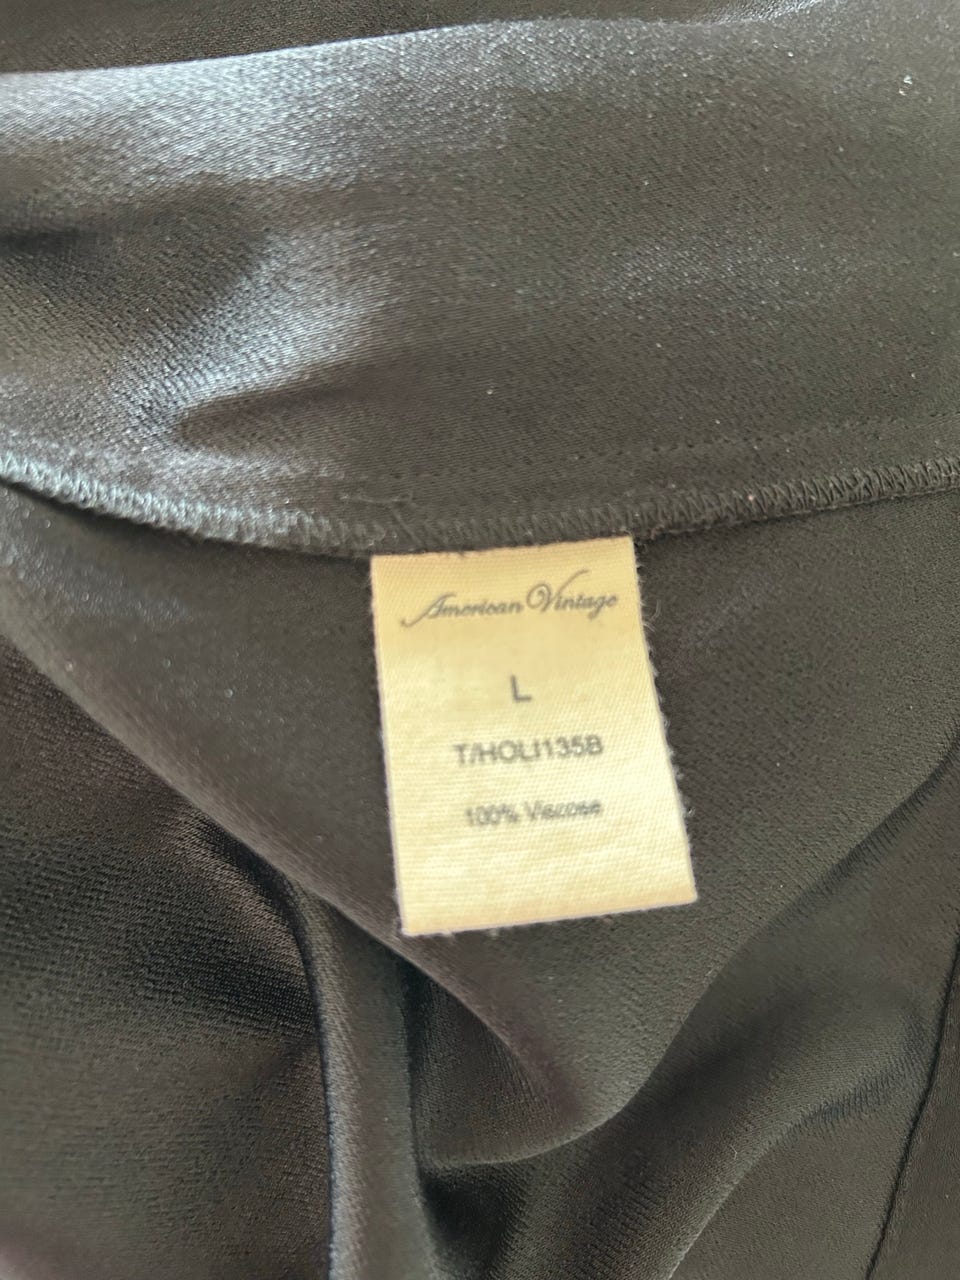 American Vintage
L
T/HOLI135B
100% Viscose